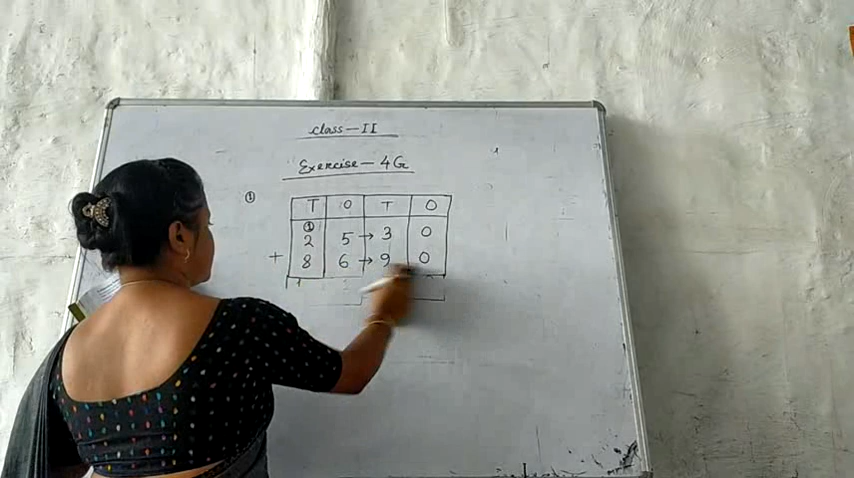 Class-II
Exercise-4G
①
T O T O
①
2 5 → 3 0
+ 8 6 → 9 0